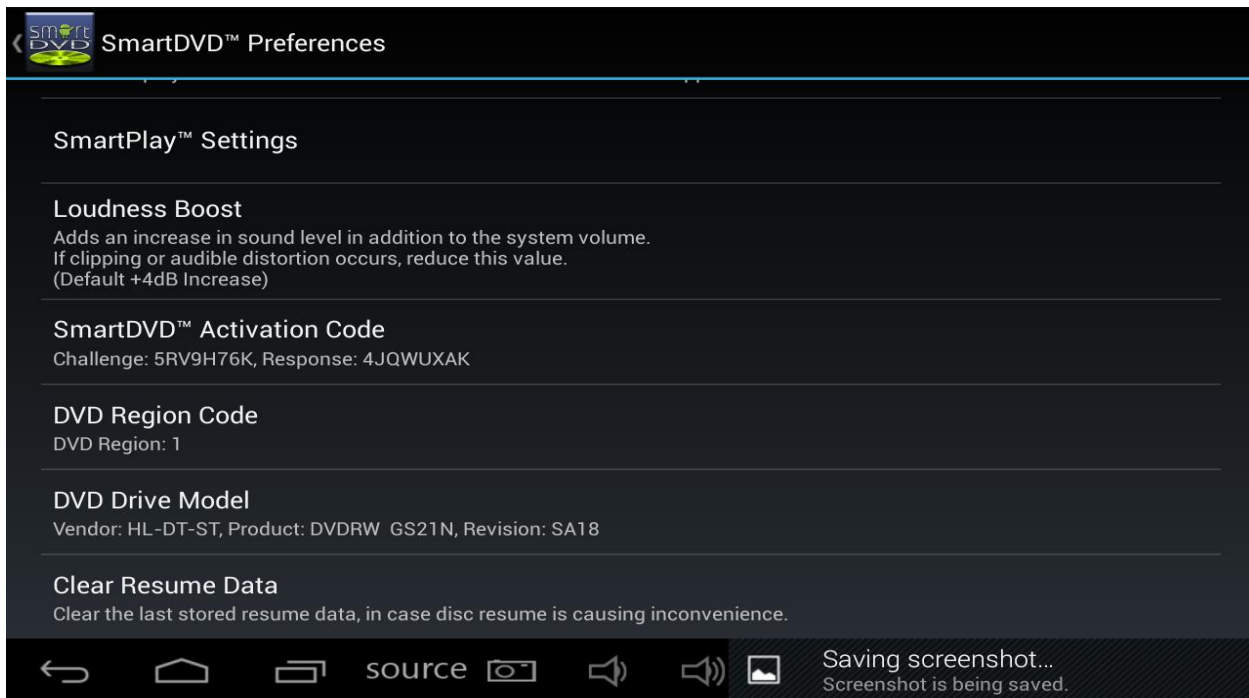 smart
DVD
SmartDVD™ Preferences
SmartPlay™ Settings
Loudness Boost
Adds an increase in sound level in addition to the system volume.
If clipping or audible distortion occurs, reduce this value.
(Default +4dB Increase)
SmartDVD™ Activation Code
Challenge: 5RV9H76K, Response: 4JQWUXAK
DVD Region Code
DVD Region: 1
DVD Drive Model
Vendor: HL-DT-ST, Product: DVDRW  GS21N, Revision: SA18
Clear Resume Data
Clear the last stored resume data, in case disc resume is causing inconvenience.
source
Saving screenshot...
Screenshot is being saved.